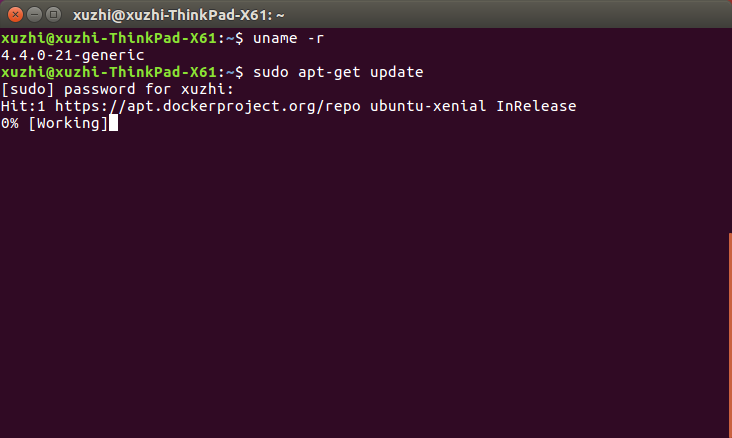 xuzhi@xuzhi-ThinkPad-X61: ~
xuzhi@xuzhi-ThinkPad-X61:~$ uname -r
4.4.0-21-generic
xuzhi@xuzhi-ThinkPad-X61:~$ sudo apt-get update
[sudo] password for xuzhi:
Hit:1 https://apt.dockerproject.org/repo ubuntu-xenial InRelease
0% [Working]